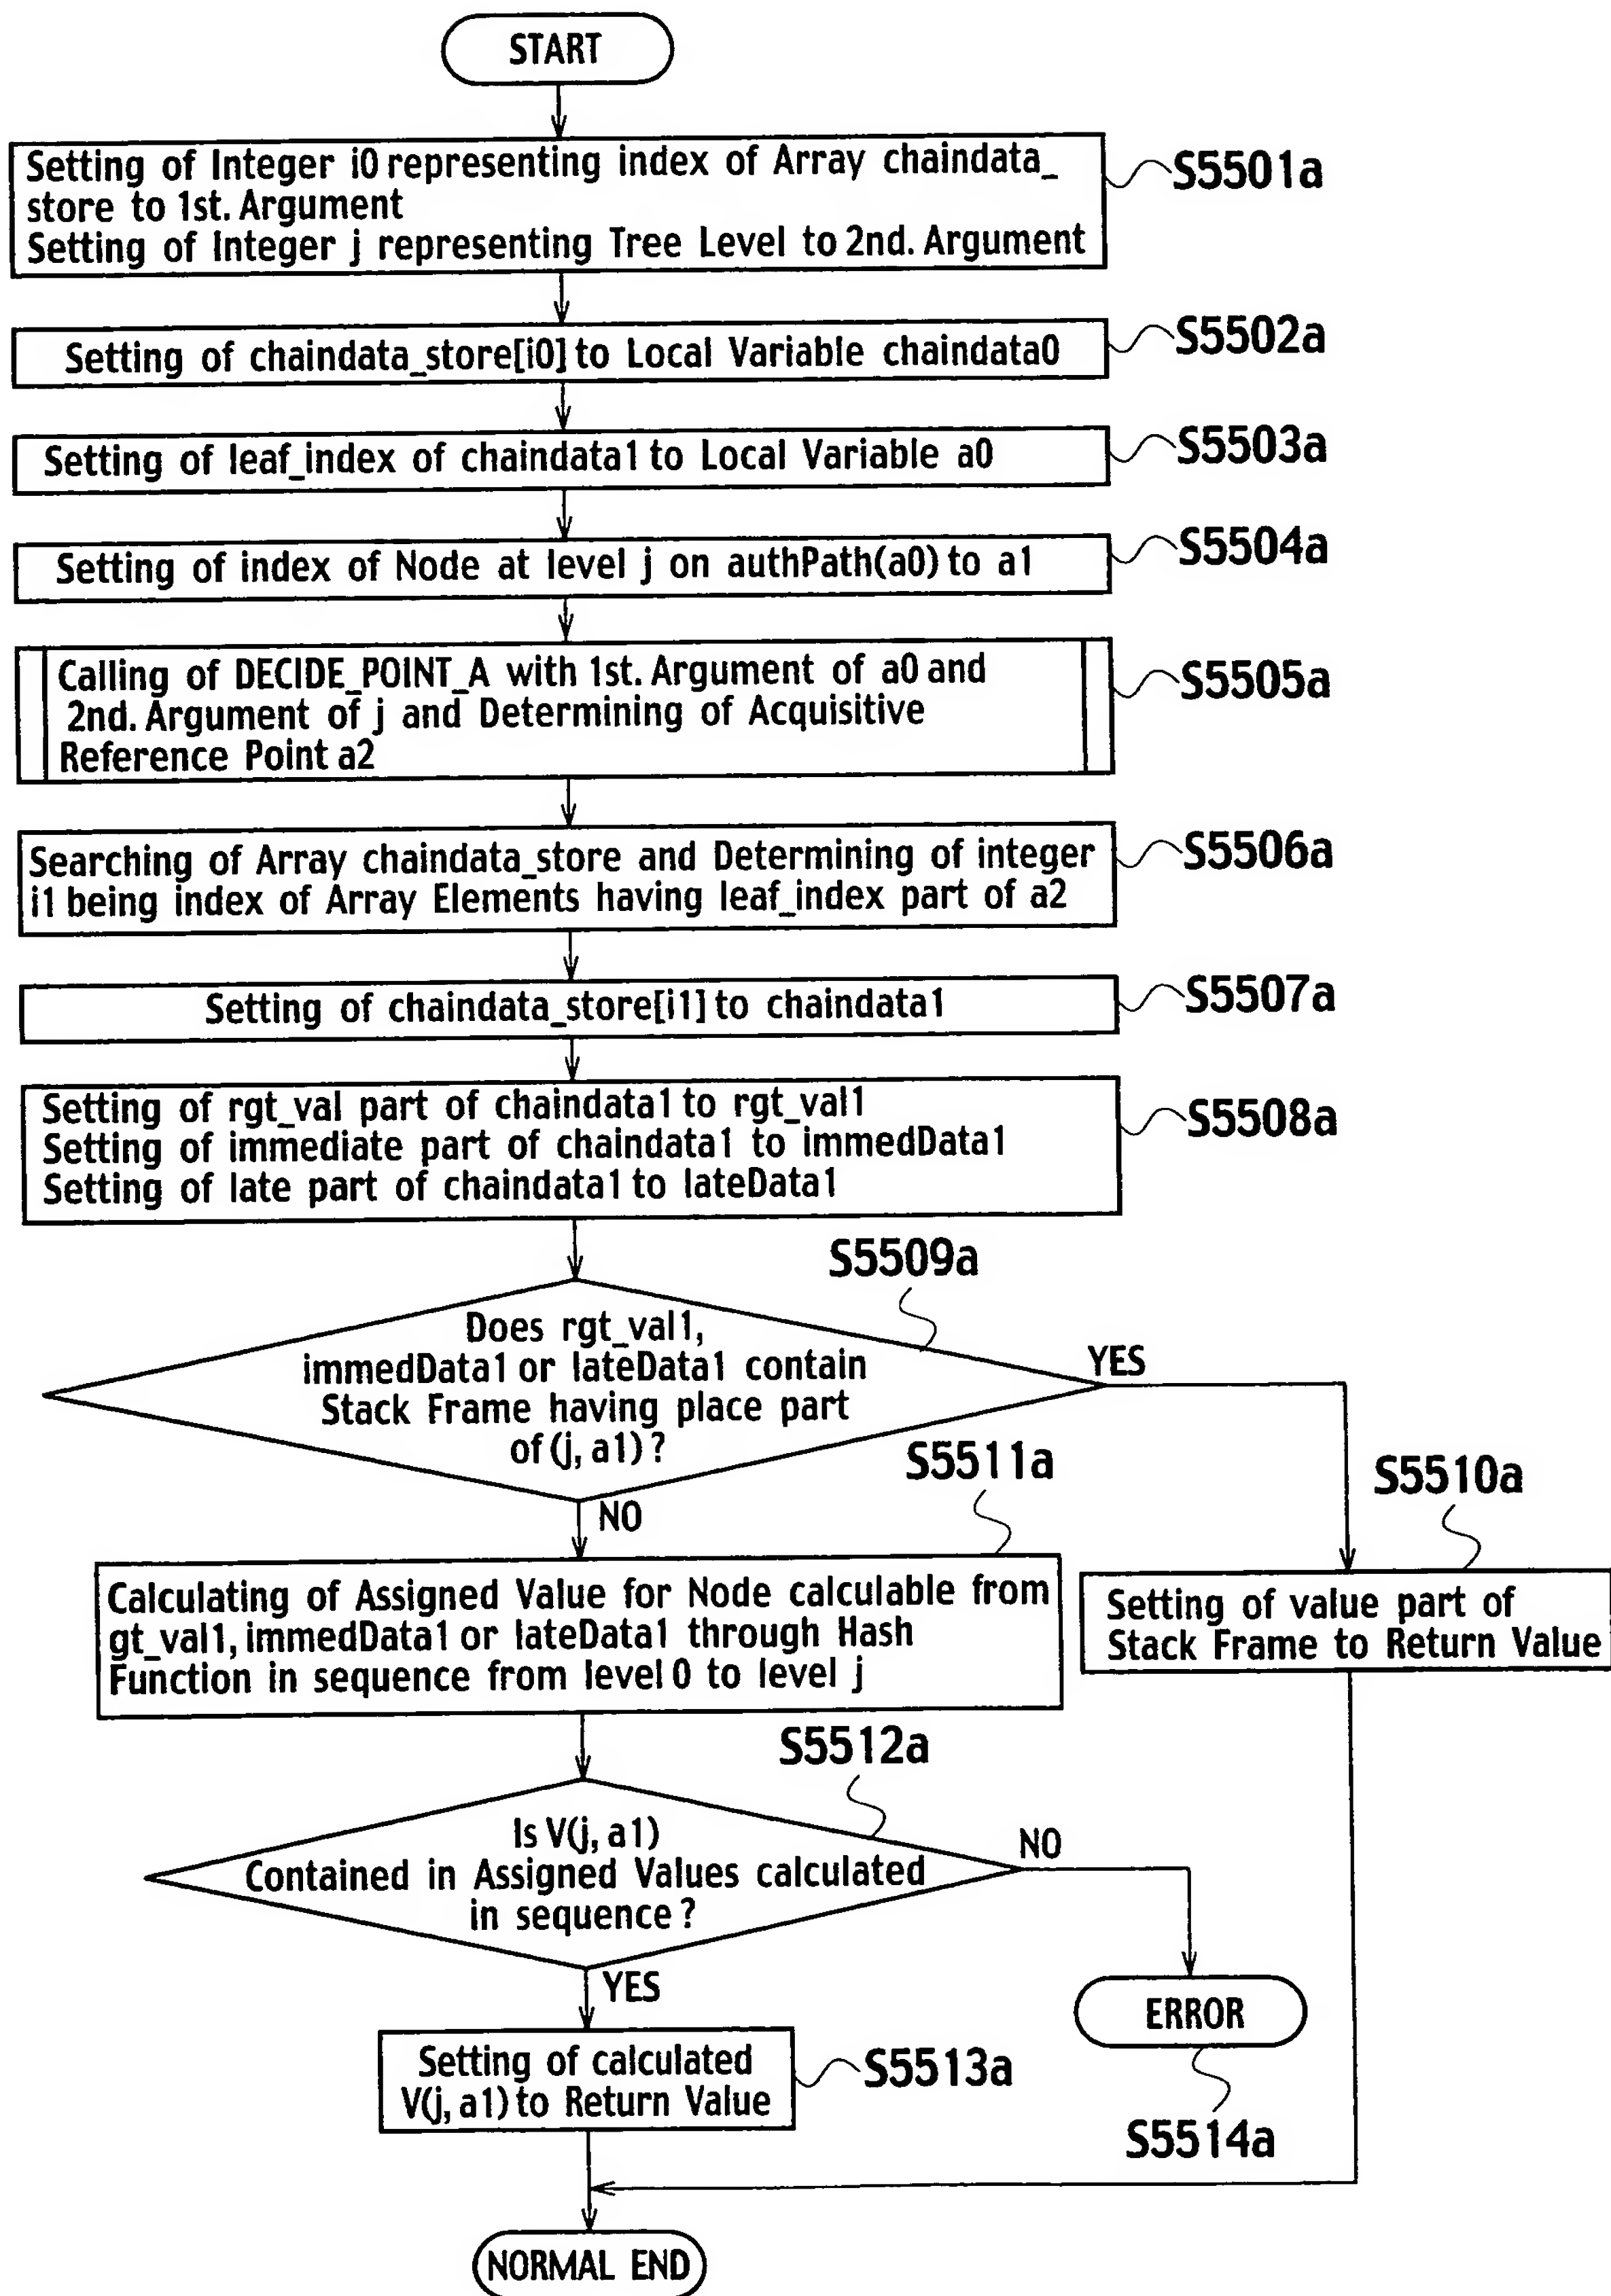 START
Setting of Integer i0 representing index of Array chaindata_
store to 1st. Argument
Setting of Integer j representing Tree Level to 2nd. Argument
S5501a
Setting of chaindata_store[i0] to Local Variable chaindata0
S5502a
Setting of leaf_index of chaindata1 to Local Variable a0
S5503a
Setting of index of Node at level j on authPath(a0) to a1
S5504a
Calling of DECIDE_POINT_A with 1st. Argument of a0 and
2nd. Argument of j and Determining of Acquisitive
Reference Point a2
S5505a
Searching of Array chaindata_store and Determining of integer
i1 being index of Array Elements having leaf_index part of a2
S5506a
Setting of chaindata_store[i1] to chaindata1
S5507a
Setting of rgt_val part of chaindata1 to rgt_val1
Setting of immediate part of chaindata1 to immedData1
Setting of late part of chaindata1 to lateData1
S5508a
S5509a
Does rgt_val1,
immedData1 or lateData1 contain
Stack Frame having place part
of (j, a1) ?
YES
NO
S5511a
S5510a
Calculating of Assigned Value for Node calculable from
gt_val1, immedData1 or lateData1 through Hash
Function in sequence from level 0 to level j
Setting of value part of
Stack Frame to Return Value
S5512a
Is V(j, a1)
Contained in Assigned Values calculated
in sequence ?
NO
YES
ERROR
S5514a
Setting of calculated
V(j, a1) to Return Value
S5513a
NORMAL END